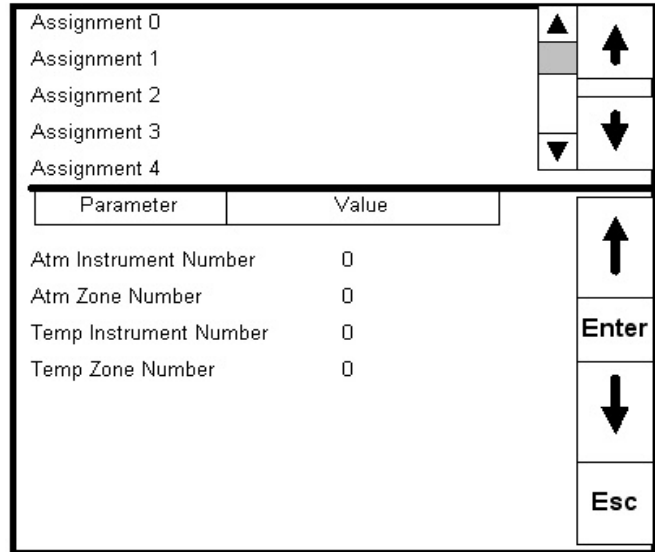 Assignment 0
Assignment 1
Assignment 2
Assignment 3
Assignment 4
Parameter Value
Atm Instrument Number 0
Atm Zone Number 0
Temp Instrument Number 0
Temp Zone Number 0
Enter
Esc